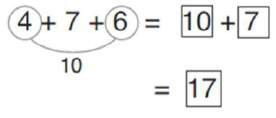 4 + 7 + 6 = 10 + 7
10
= 17